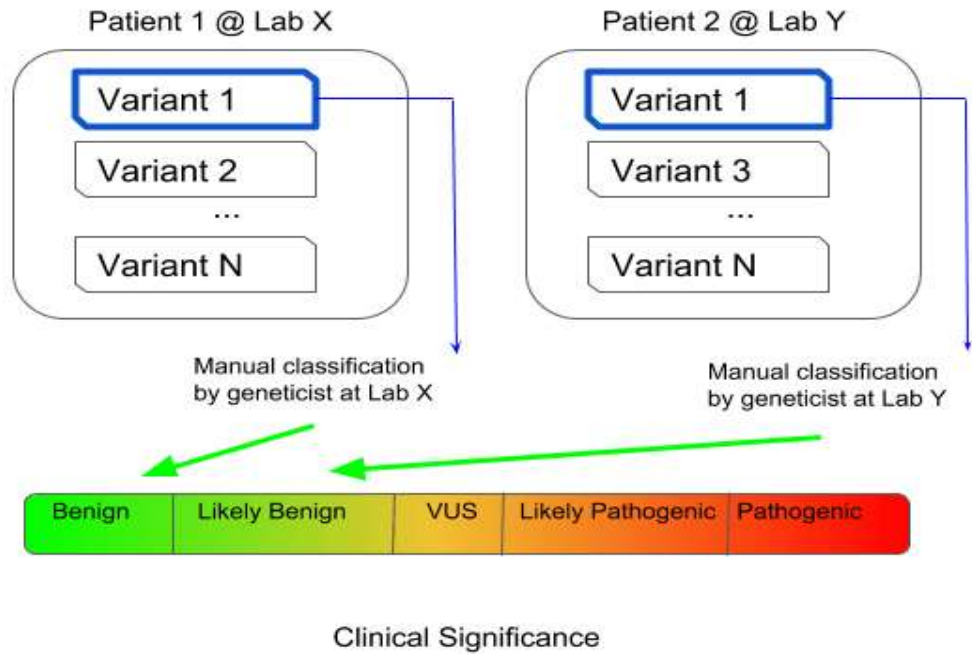 Patient 1 @ Lab X
Variant 1
Variant 2
...
Variant N
Patient 2 @ Lab Y
Variant 1
Variant 3
...
Variant N
Manual classification
by geneticist at Lab X
Manual classification
by geneticist at Lab Y
Benign
Likely Benign
VUS
Likely Pathogenic
Pathogenic
Clinical Significance